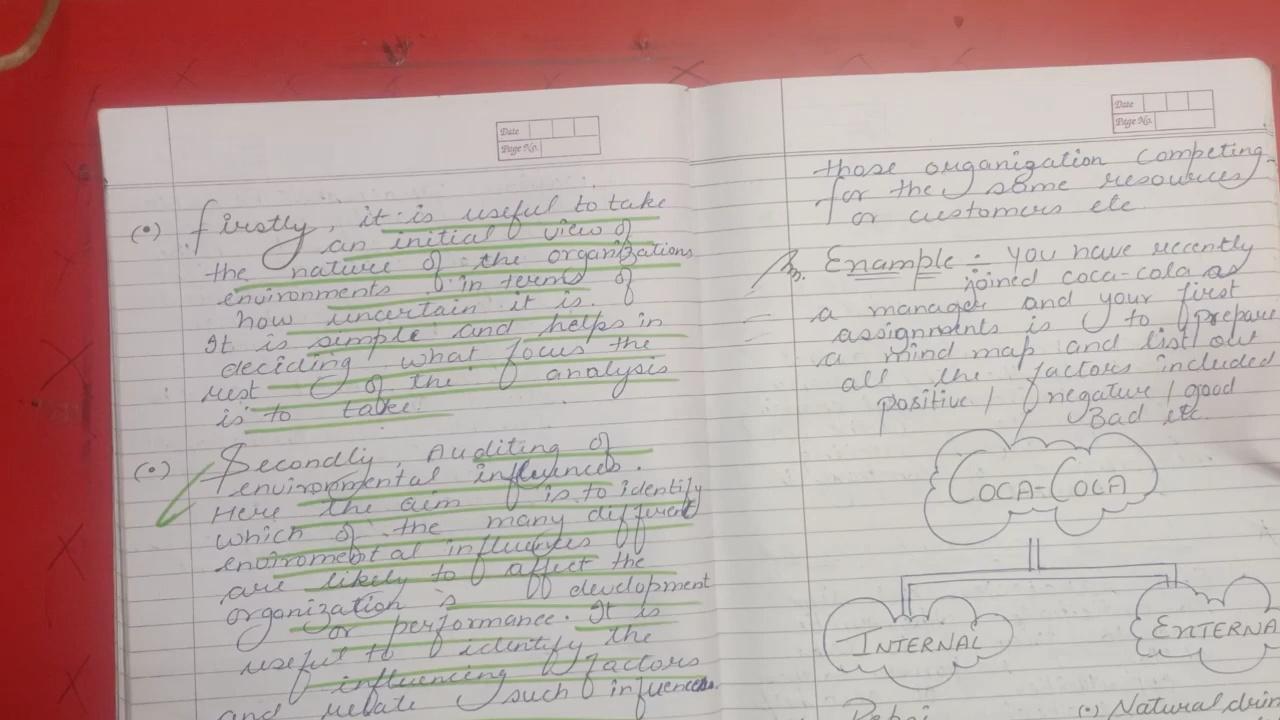 Date
Page No.
(•) firstly, it is useful to take
an initial view of
the nature of the organizations
environments in terms of
how uncertain it is.
It is simple and helps in
deciding what focus the
rest of the analysis
is to take.
(•) Secondly, Auditing of
environmental influences.
Here the aim is to identify
which of the many different
enviromental influences
are likely to affect the
organization's development
or performance. It is
useful to identify the
influencing factors
and relate such influences.
Date
Page No.
those organization competing
for the same resources
or customers etc
Example :- you have recently
joined coca-cola as
a manager and your first
assignments is to prepare
a mind map and list out
all the factors included
positive / negative / good
Bad etc.
COCA-COLA
INTERNAL
EXTERNA
Pepsi
(•) Natural drin